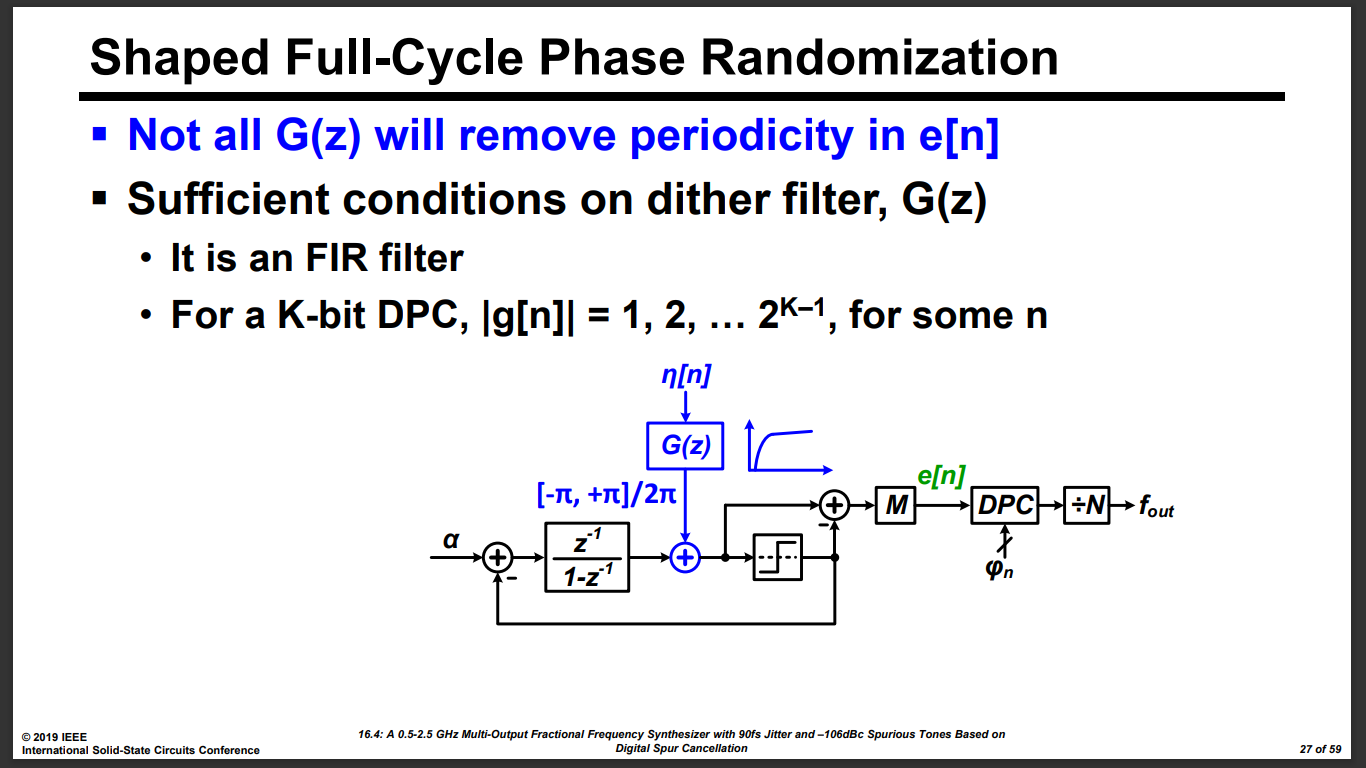 Shaped Full-Cycle Phase Randomization
▪ Not all G(z) will remove periodicity in e[n]
▪ Sufficient conditions on dither filter, G(z)
• It is an FIR filter
• For a K-bit DPC, |g[n]| = 1, 2, … 2^{K–1}, for some n
η[n]
G(z)
[-π, +π]/2π
e[n]
α
+
−
z^{-1}
1-z^{-1}
+
+
−
M
DPC
÷N
f_{out}
φ_n
© 2019 IEEE
International Solid-State Circuits Conference
16.4: A 0.5-2.5 GHz Multi-Output Fractional Frequency Synthesizer with 90fs Jitter and –106dBc Spurious Tones Based on
Digital Spur Cancellation
27 of 59